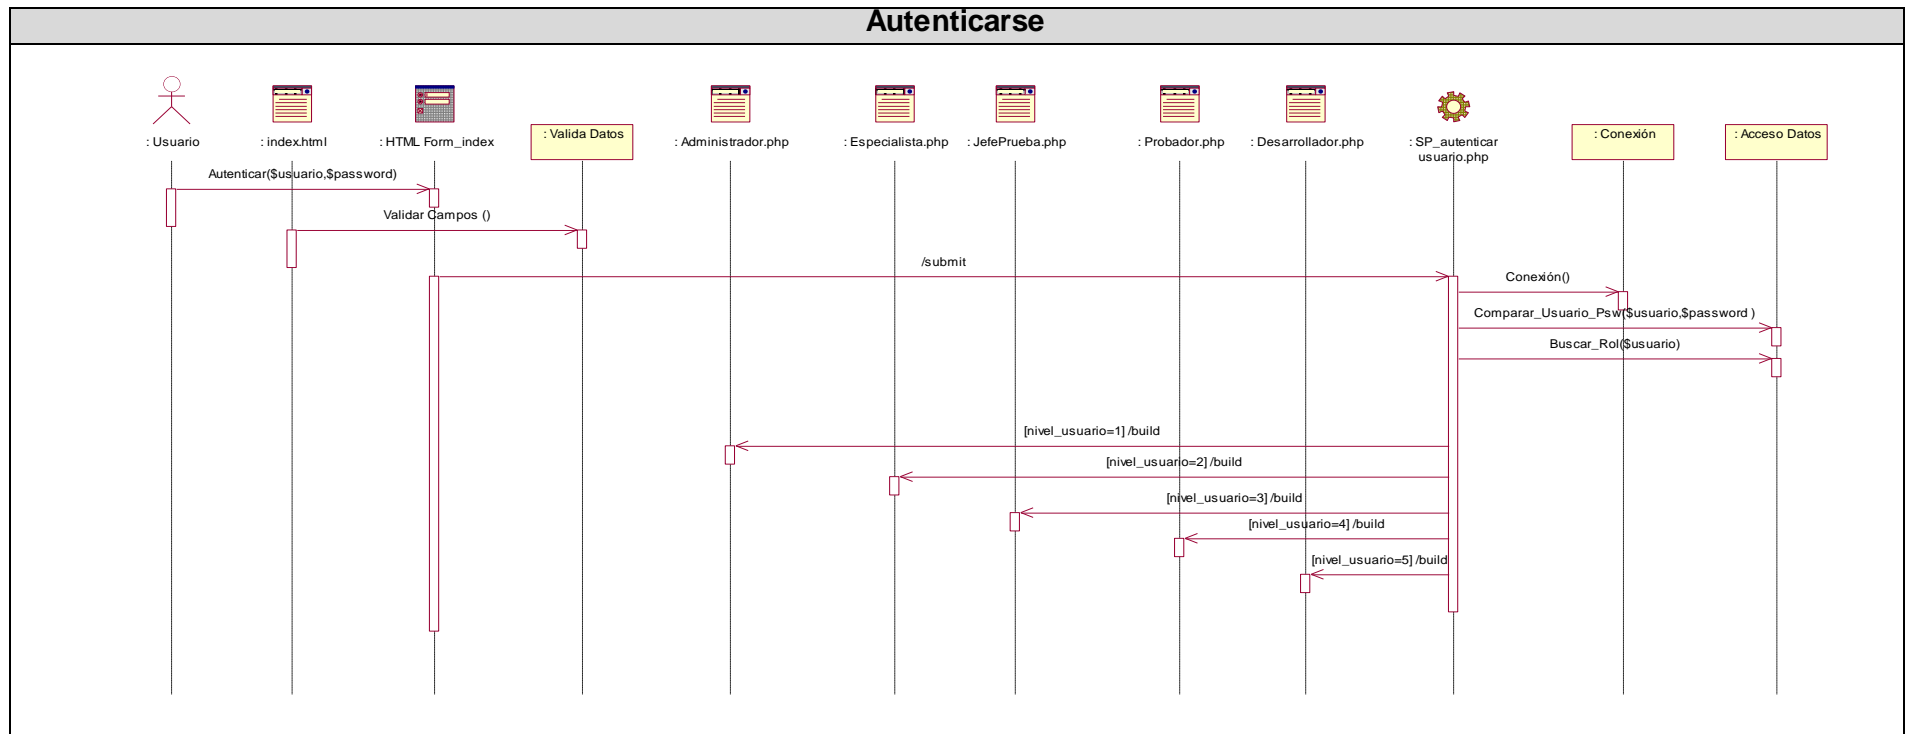 Autenticarse
: Usuario
: index.html
: HTML Form_index
: Valida Datos
: Administrador.php
: Especialista.php
: JefePrueba.php
: Probador.php
: Desarrollador.php
: SP_autenticar
usuario.php
: Conexión
: Acceso Datos
Autenticar($usuario,$password)
Validar Campos ()
/submit
Conexión()
Comparar_Usuario_Psw($usuario,$password )
Buscar_Rol($usuario)
[nivel_usuario=1] /build
[nivel_usuario=2] /build
[nivel_usuario=3] /build
[nivel_usuario=4] /build
[nivel_usuario=5] /build